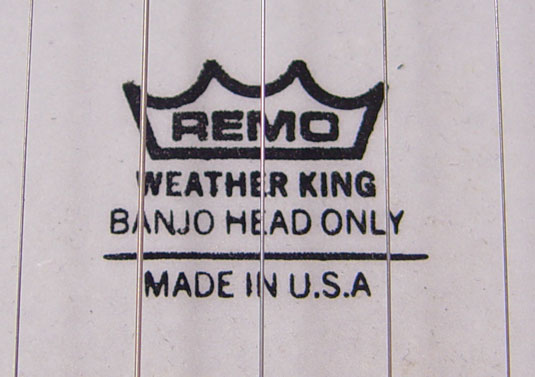 REMO
WEATHER KING
BANJO HEAD ONLY
MADE IN U.S.A